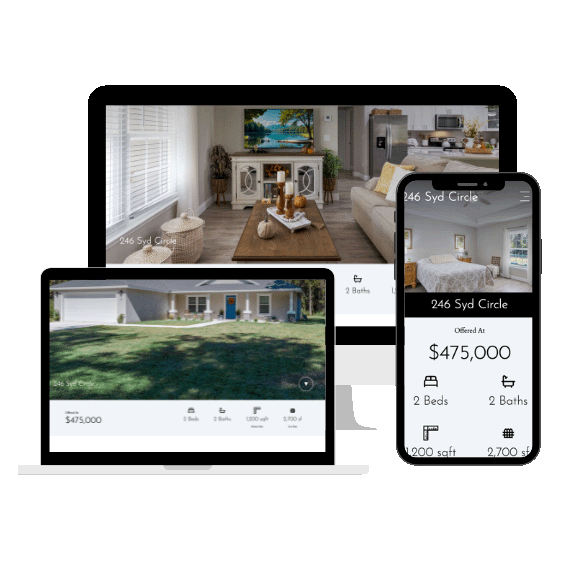 246 Syd Circle
2 Baths
246 Syd Circle
246 Syd Circle
Offered At
$475,000
2 Beds 2 Baths
1,200 sqft 2,700 sf
246 Syd Circle
Offered At
$475,000
2 Beds 2 Baths 1,200 sqft 2,700 sf